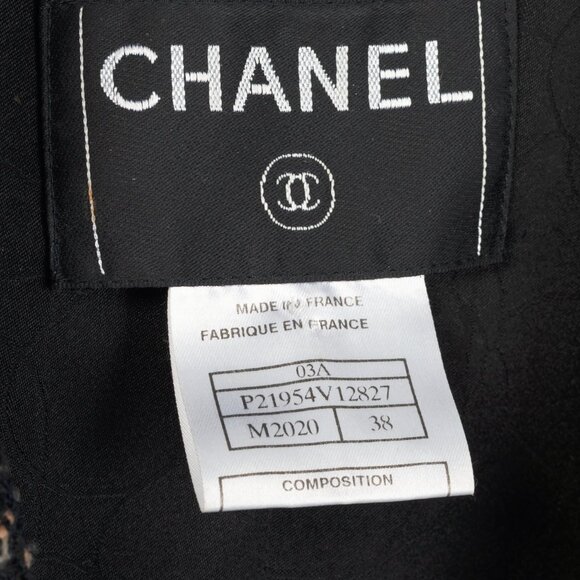 CHANEL
MADE IN FRANCE
FABRIQUE EN FRANCE
03A
P21954V12827
M2020 38
COMPOSITION